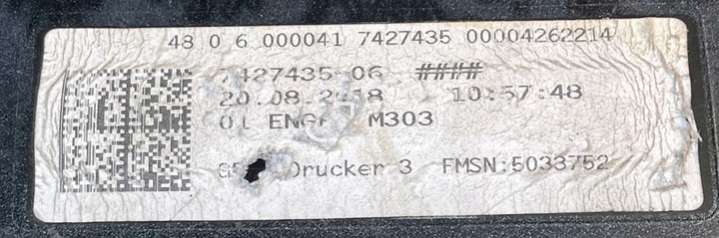 48 0 6 000041 7427435 00004262214
7427435 06 ####
20.08.2018 10:57:48
M303
Drucker 3 FMSN:5033752